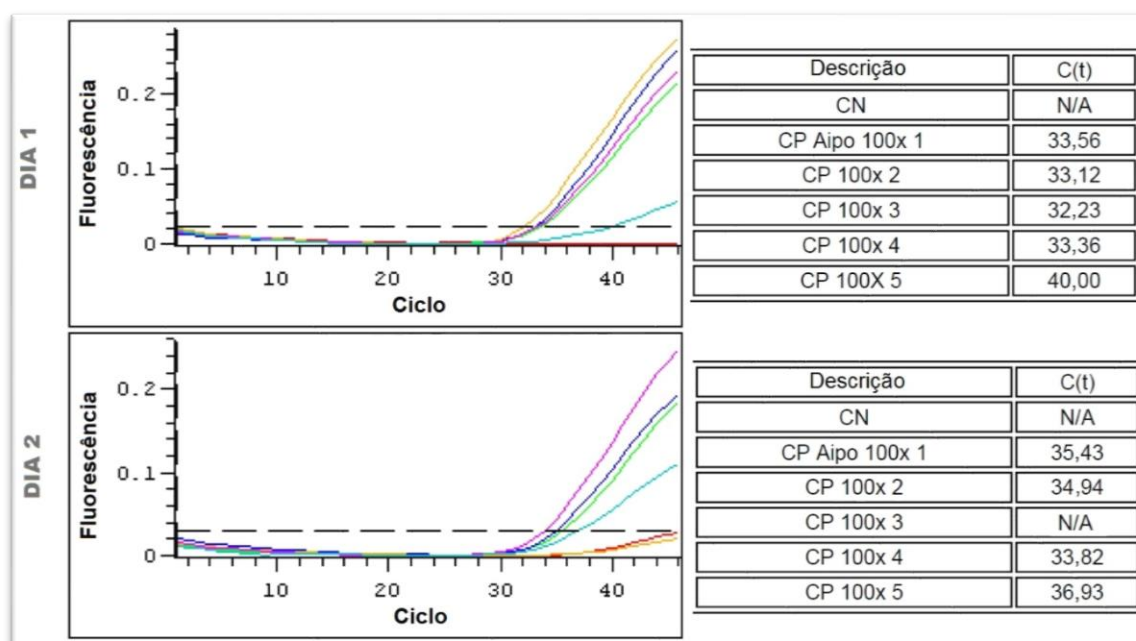 DIA 1
Fluorescência
0.2
0.1
0
10 20 30 40
Ciclo
Descrição C(t)
CN N/A
CP Aipo 100x 1 33,56
CP 100x 2 33,12
CP 100x 3 32,23
CP 100x 4 33,36
CP 100X 5 40,00
DIA 2
Fluorescência
0.2
0.1
0
10 20 30 40
Ciclo
Descrição C(t)
CN N/A
CP Aipo 100x 1 35,43
CP 100x 2 34,94
CP 100x 3 N/A
CP 100x 4 33,82
CP 100x 5 36,93